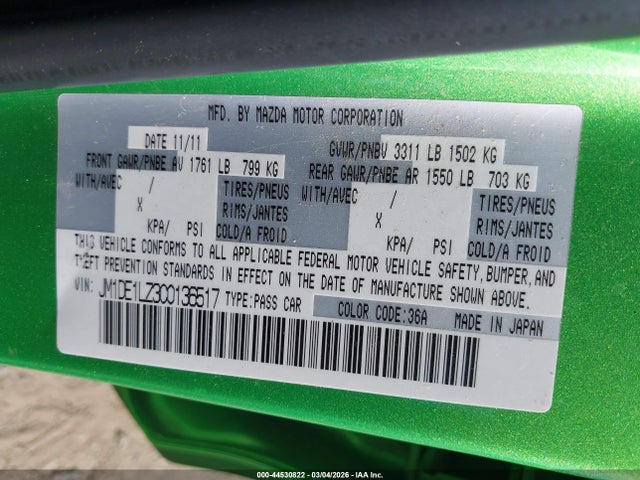 MFD. BY MAZDA MOTOR CORPORATION
DATE 11/11 GVWR/PNBV 3311 LB 1502 KG
FRONT GAWR/PNBE AV 1761 LB 799 KG REAR GAWR/PNBE AR 1550 LB 703 KG
WITH/AVEC / TIRES/PNEUS WITH/AVEC / TIRES/PNEUS
X RIMS/JANTES X RIMS/JANTES
KPA/ PSI COLD/A FROID KPA/ PSI COLD/A FROID
THIS VEHICLE CONFORMS TO ALL APPLICABLE FEDERAL MOTOR VEHICLE SAFETY, BUMPER, AND
THEFT PREVENTION STANDARDS IN EFFECT ON THE DATE OF MANUFACTURE SHOWN ABOVE.
VIN: JM1DE1LZ3C0136517 TYPE:PASS CAR COLOR CODE:36A MADE IN JAPAN
000-44530822 - 03/04/2026 - IAA Inc.